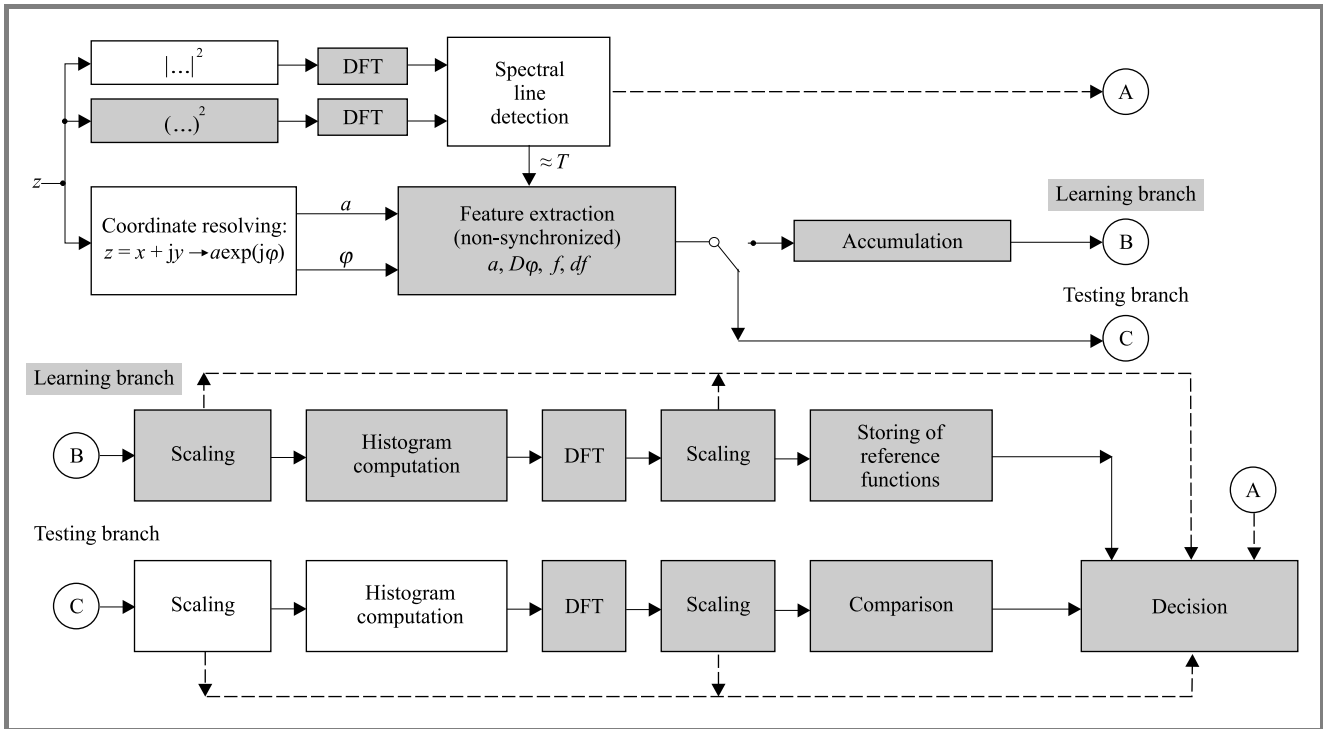 |...|²
DFT
(...)²
DFT
Spectral
line
detection
A
≈ T
z
Coordinate resolving:
z = x + jy → aexp(jφ)
a
φ
Feature extraction
(non-synchronized)
a, Dφ, f, df
Accumulation
Learning branch
B
Testing branch
C
Learning branch
B
Scaling
Histogram
computation
DFT
Scaling
Storing of
reference
functions
A
Testing branch
C
Scaling
Histogram
computation
DFT
Scaling
Comparison
Decision